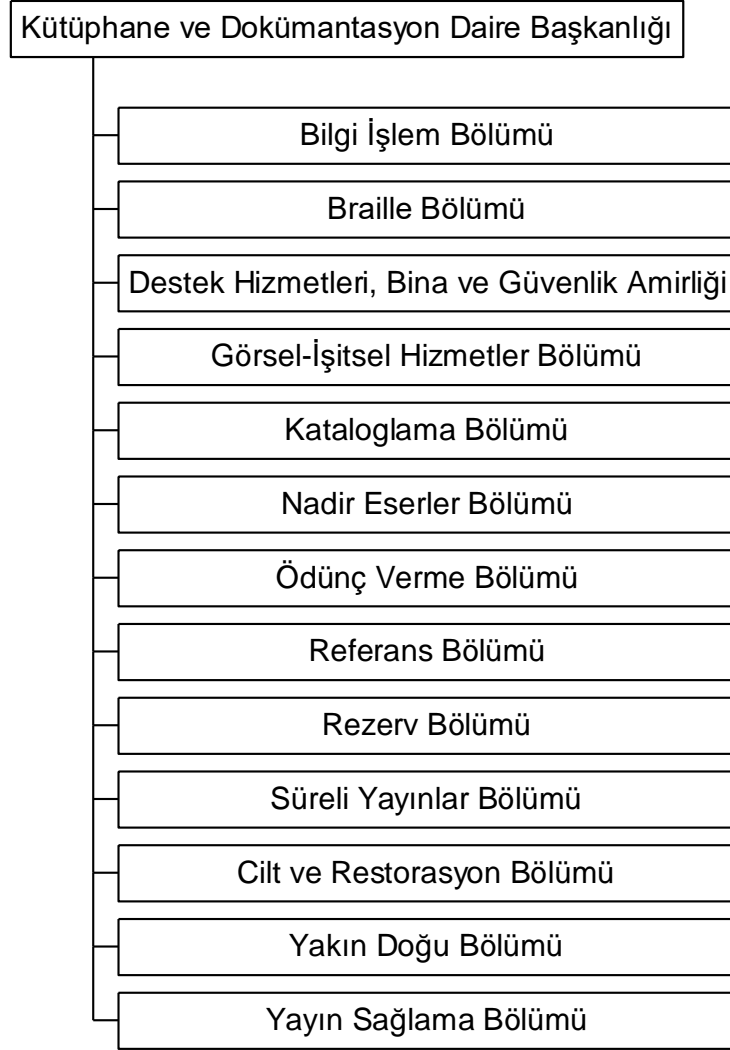 Kütüphane ve Dokümantasyon Daire Başkanlığı
Bilgi İşlem Bölümü
Braille Bölümü
Destek Hizmetleri, Bina ve Güvenlik Amirliği
Görsel-İşitsel Hizmetler Bölümü
Kataloglama Bölümü
Nadir Eserler Bölümü
Ödünç Verme Bölümü
Referans Bölümü
Rezerv Bölümü
Süreli Yayınlar Bölümü
Cilt ve Restorasyon Bölümü
Yakın Doğu Bölümü
Yayın Sağlama Bölümü